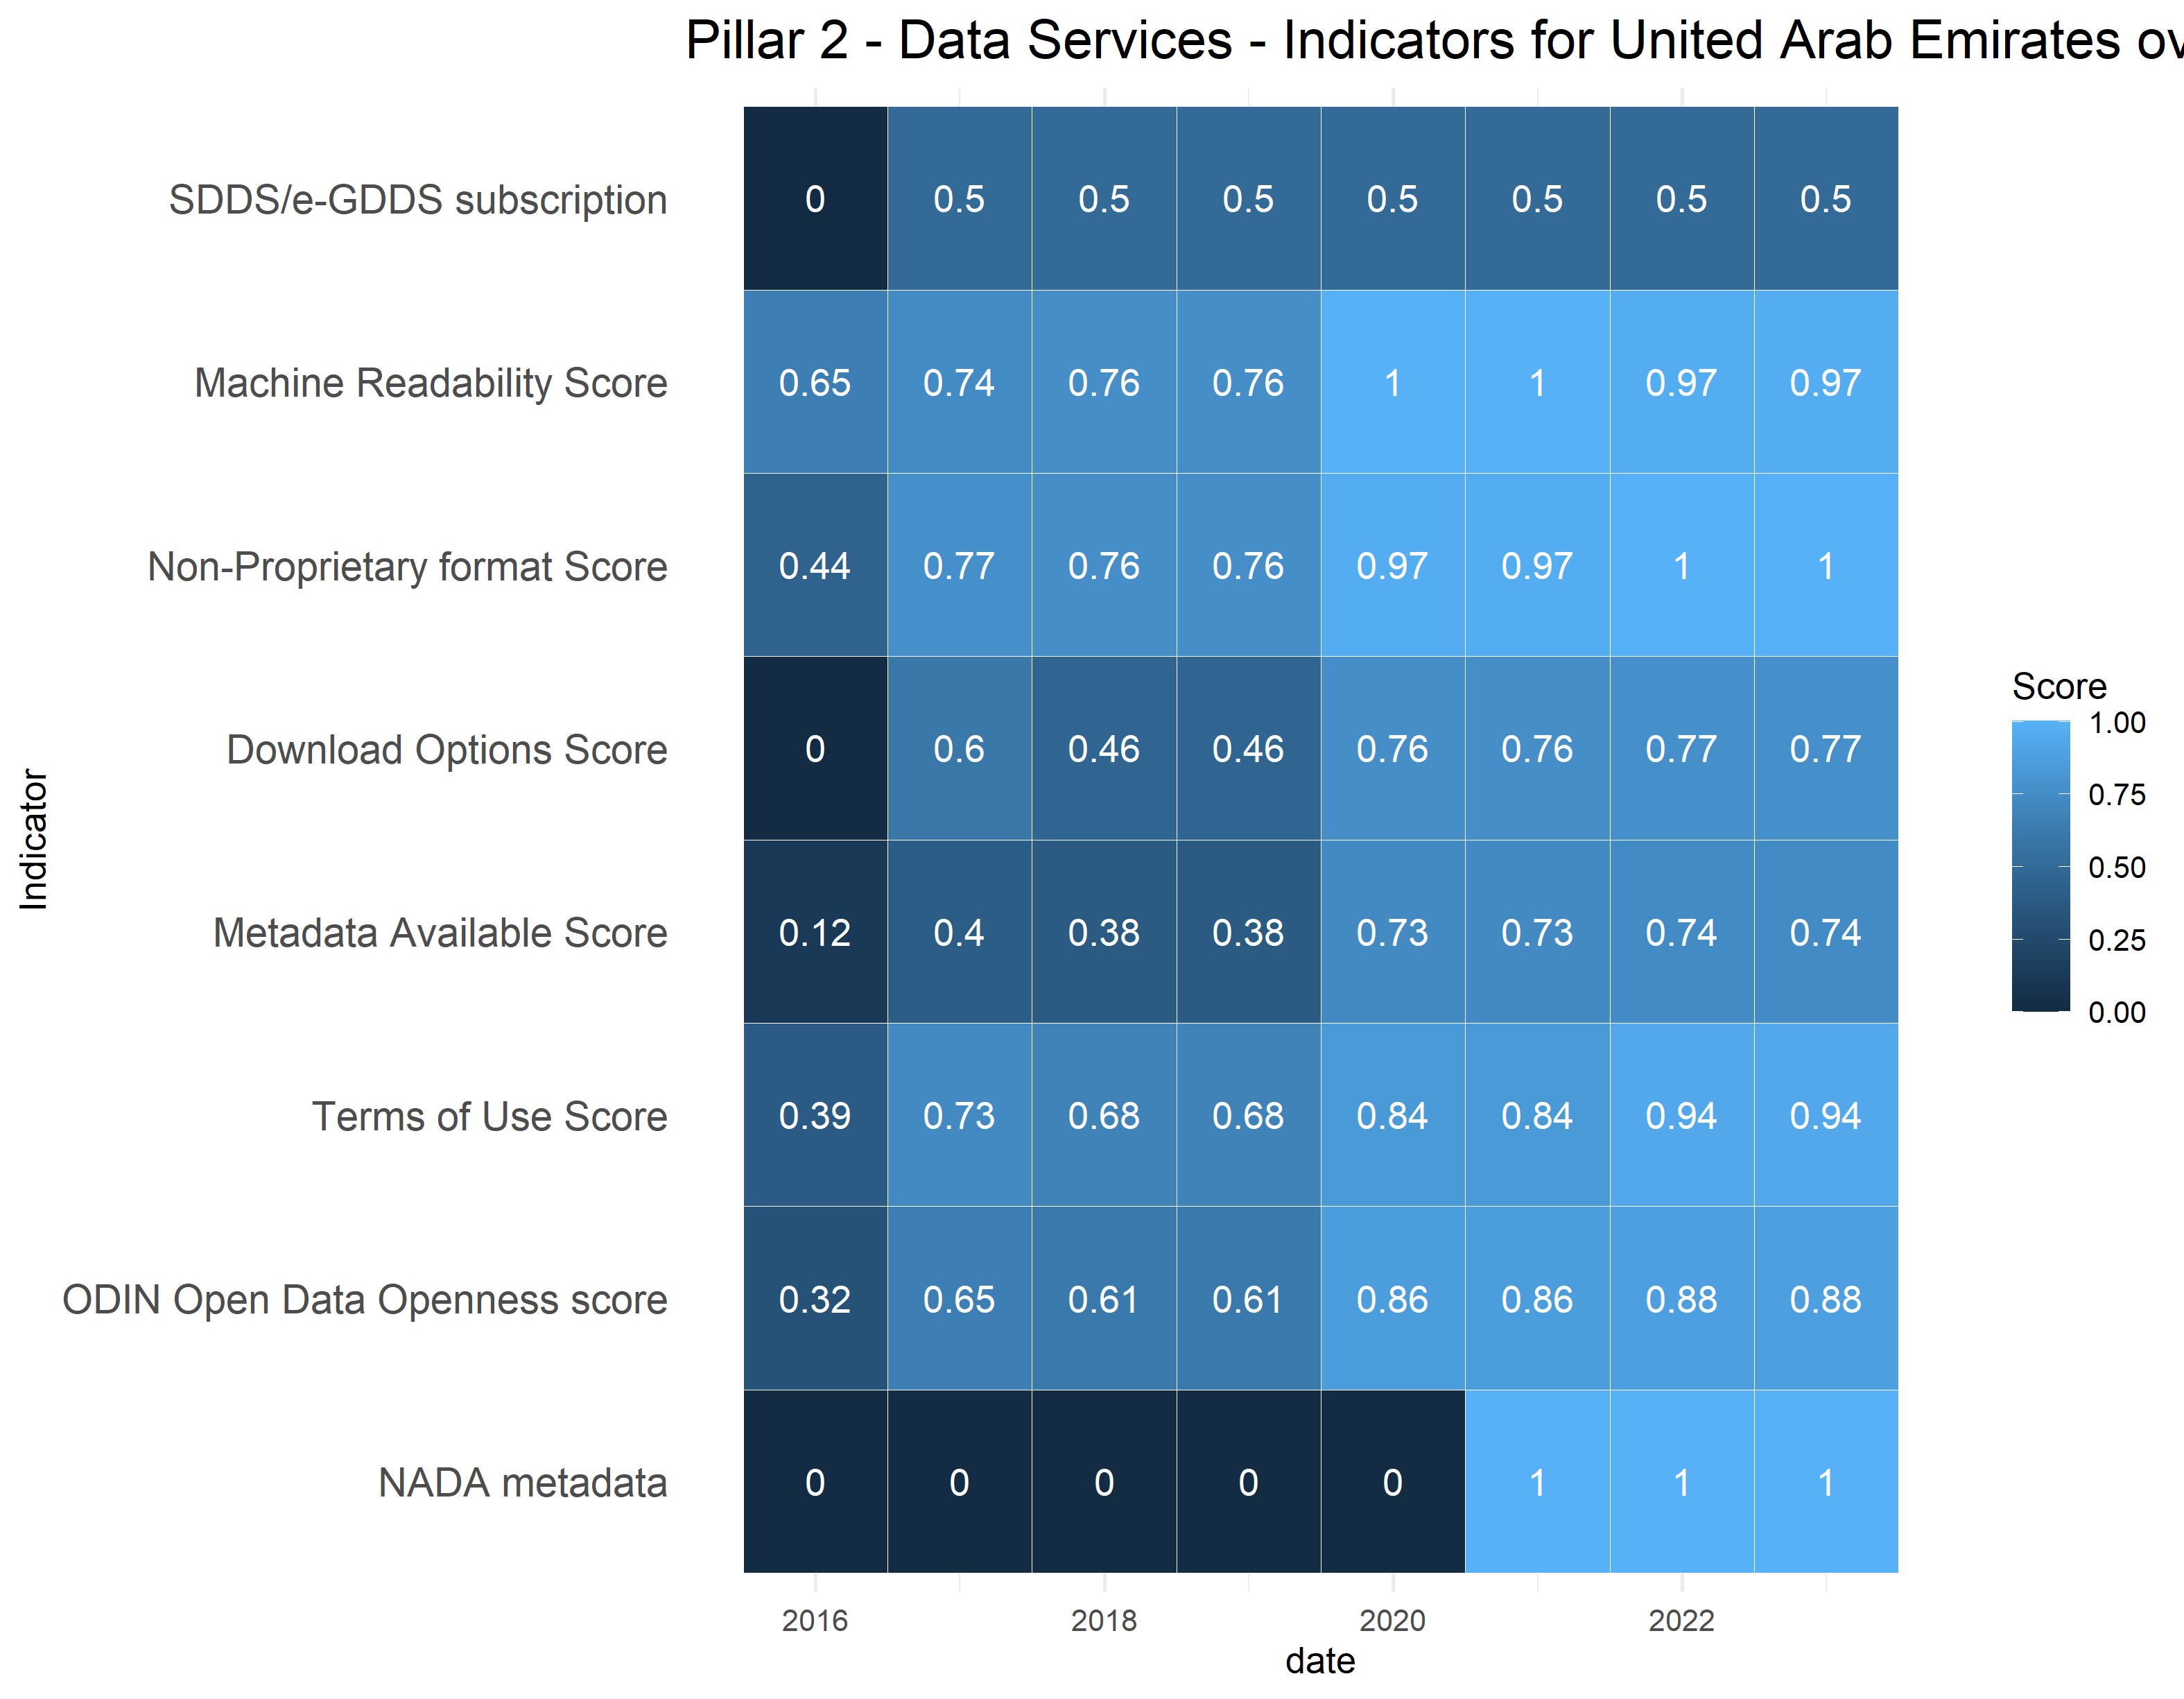 Pillar 2 - Data Services - Indicators for United Arab Emirates ov
SDDS/e-GDDS subscription 0 0.5 0.5 0.5 0.5 0.5 0.5 0.5
Machine Readability Score 0.65 0.74 0.76 0.76 1 1 0.97 0.97
Non-Proprietary format Score 0.44 0.77 0.76 0.76 0.97 0.97 1 1
Download Options Score 0 0.6 0.46 0.46 0.76 0.76 0.77 0.77
Metadata Available Score 0.12 0.4 0.38 0.38 0.73 0.73 0.74 0.74
Terms of Use Score 0.39 0.73 0.68 0.68 0.84 0.84 0.94 0.94
ODIN Open Data Openness score 0.32 0.65 0.61 0.61 0.86 0.86 0.88 0.88
NADA metadata 0 0 0 0 0 1 1 1
2016 2018 2020 2022
date
Indicator
Score
1.00
0.75
0.50
0.25
0.00